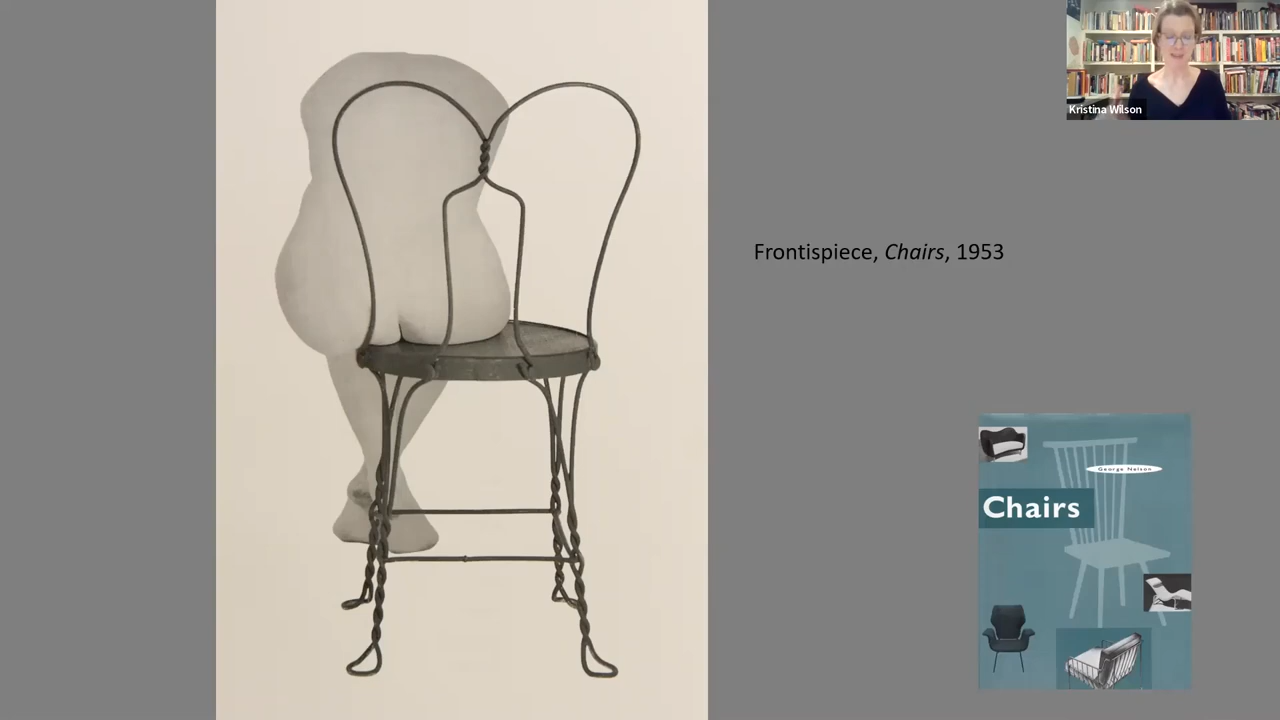 Kristina Wilson
Frontispiece, Chairs, 1953
George Nelson
Chairs